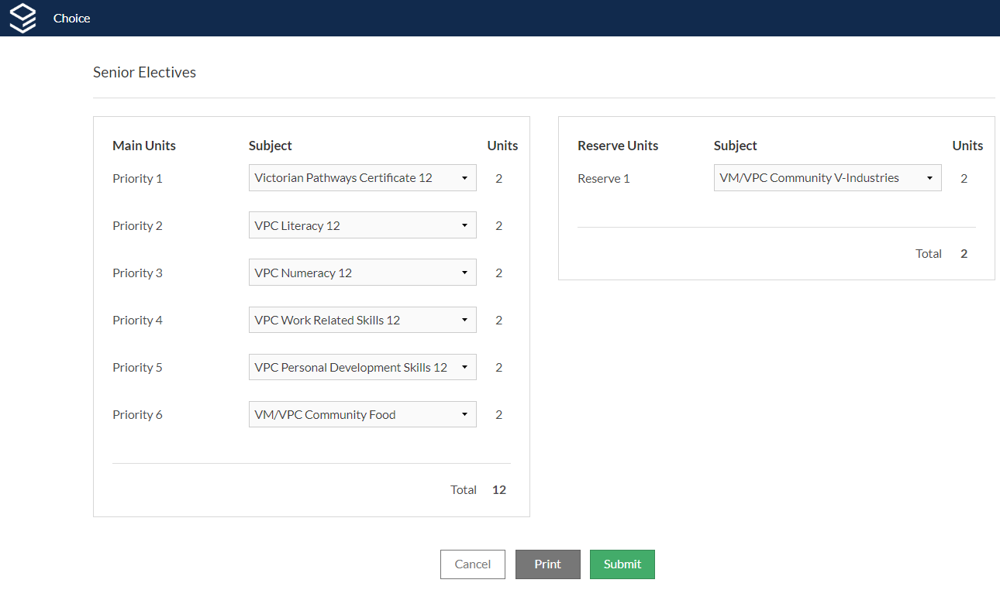 Choice
Senior Electives
Main Units Subject Units
Priority 1 Victorian Pathways Certificate 12 2
Priority 2 VPC Literacy 12 2
Priority 3 VPC Numeracy 12 2
Priority 4 VPC Work Related Skills 12 2
Priority 5 VPC Personal Development Skills 12 2
Priority 6 VM/VPC Community Food 2
Total 12
Reserve Units Subject Units
Reserve 1 VM/VPC Community V-Industries 2
Total 2
Cancel Print Submit